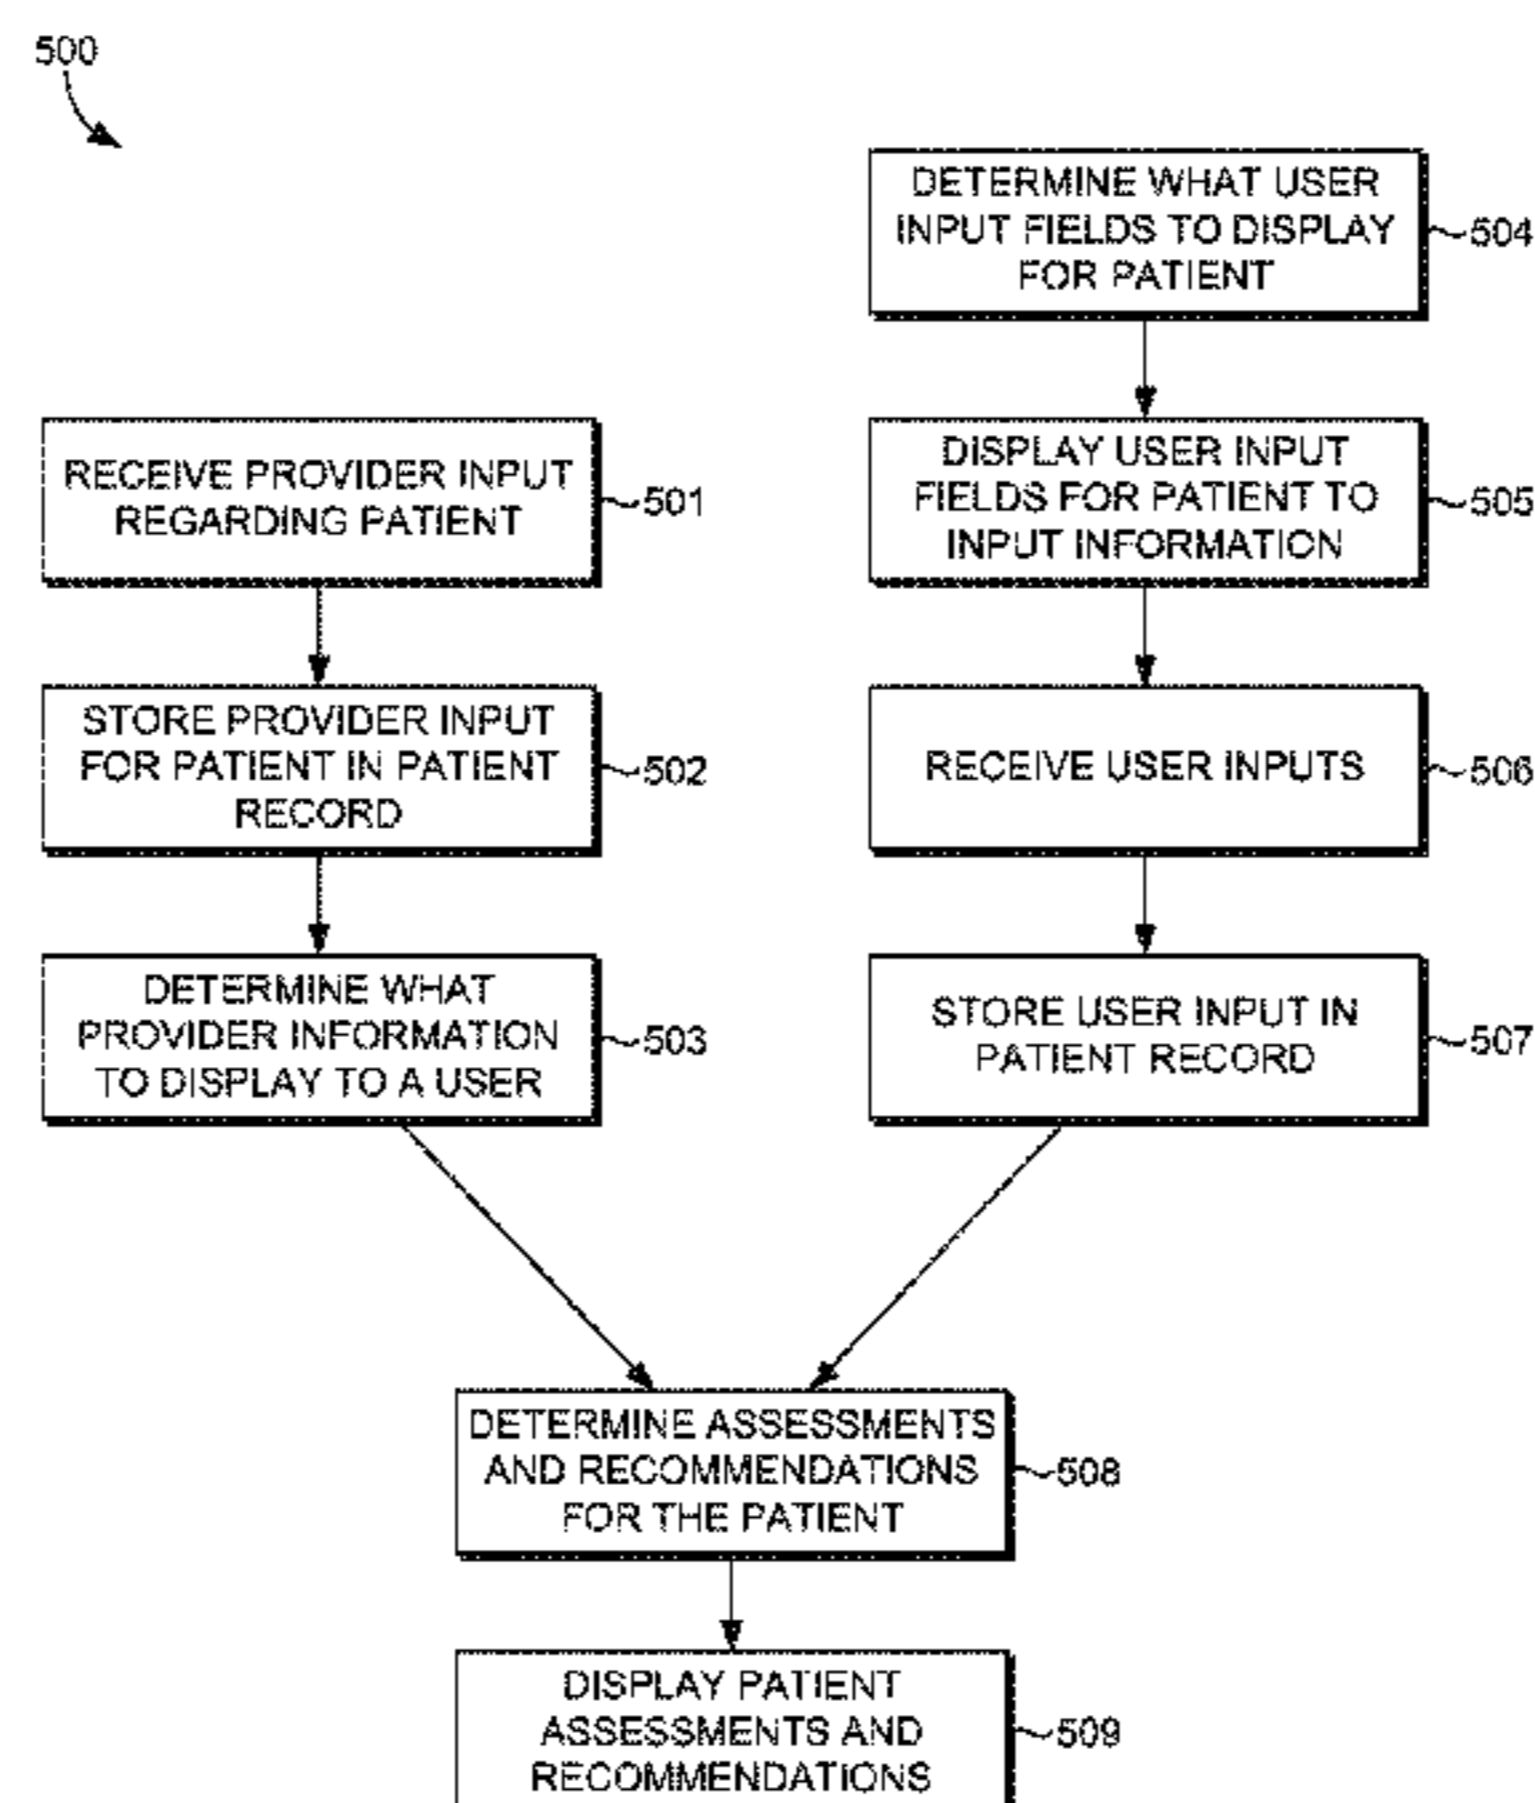 500
DETERMINE WHAT USER
INPUT FIELDS TO DISPLAY
FOR PATIENT
504
RECEIVE PROVIDER INPUT
REGARDING PATIENT
501
DISPLAY USER INPUT
FIELDS FOR PATIENT TO
INPUT INFORMATION
505
STORE PROVIDER INPUT
FOR PATIENT IN PATIENT
RECORD
502
RECEIVE USER INPUTS
506
DETERMINE WHAT
PROVIDER INFORMATION
TO DISPLAY TO A USER
503
STORE USER INPUT IN
PATIENT RECORD
507
DETERMINE ASSESSMENTS
AND RECOMMENDATIONS
FOR THE PATIENT
508
DISPLAY PATIENT
ASSESSMENTS AND
RECOMMENDATIONS
509